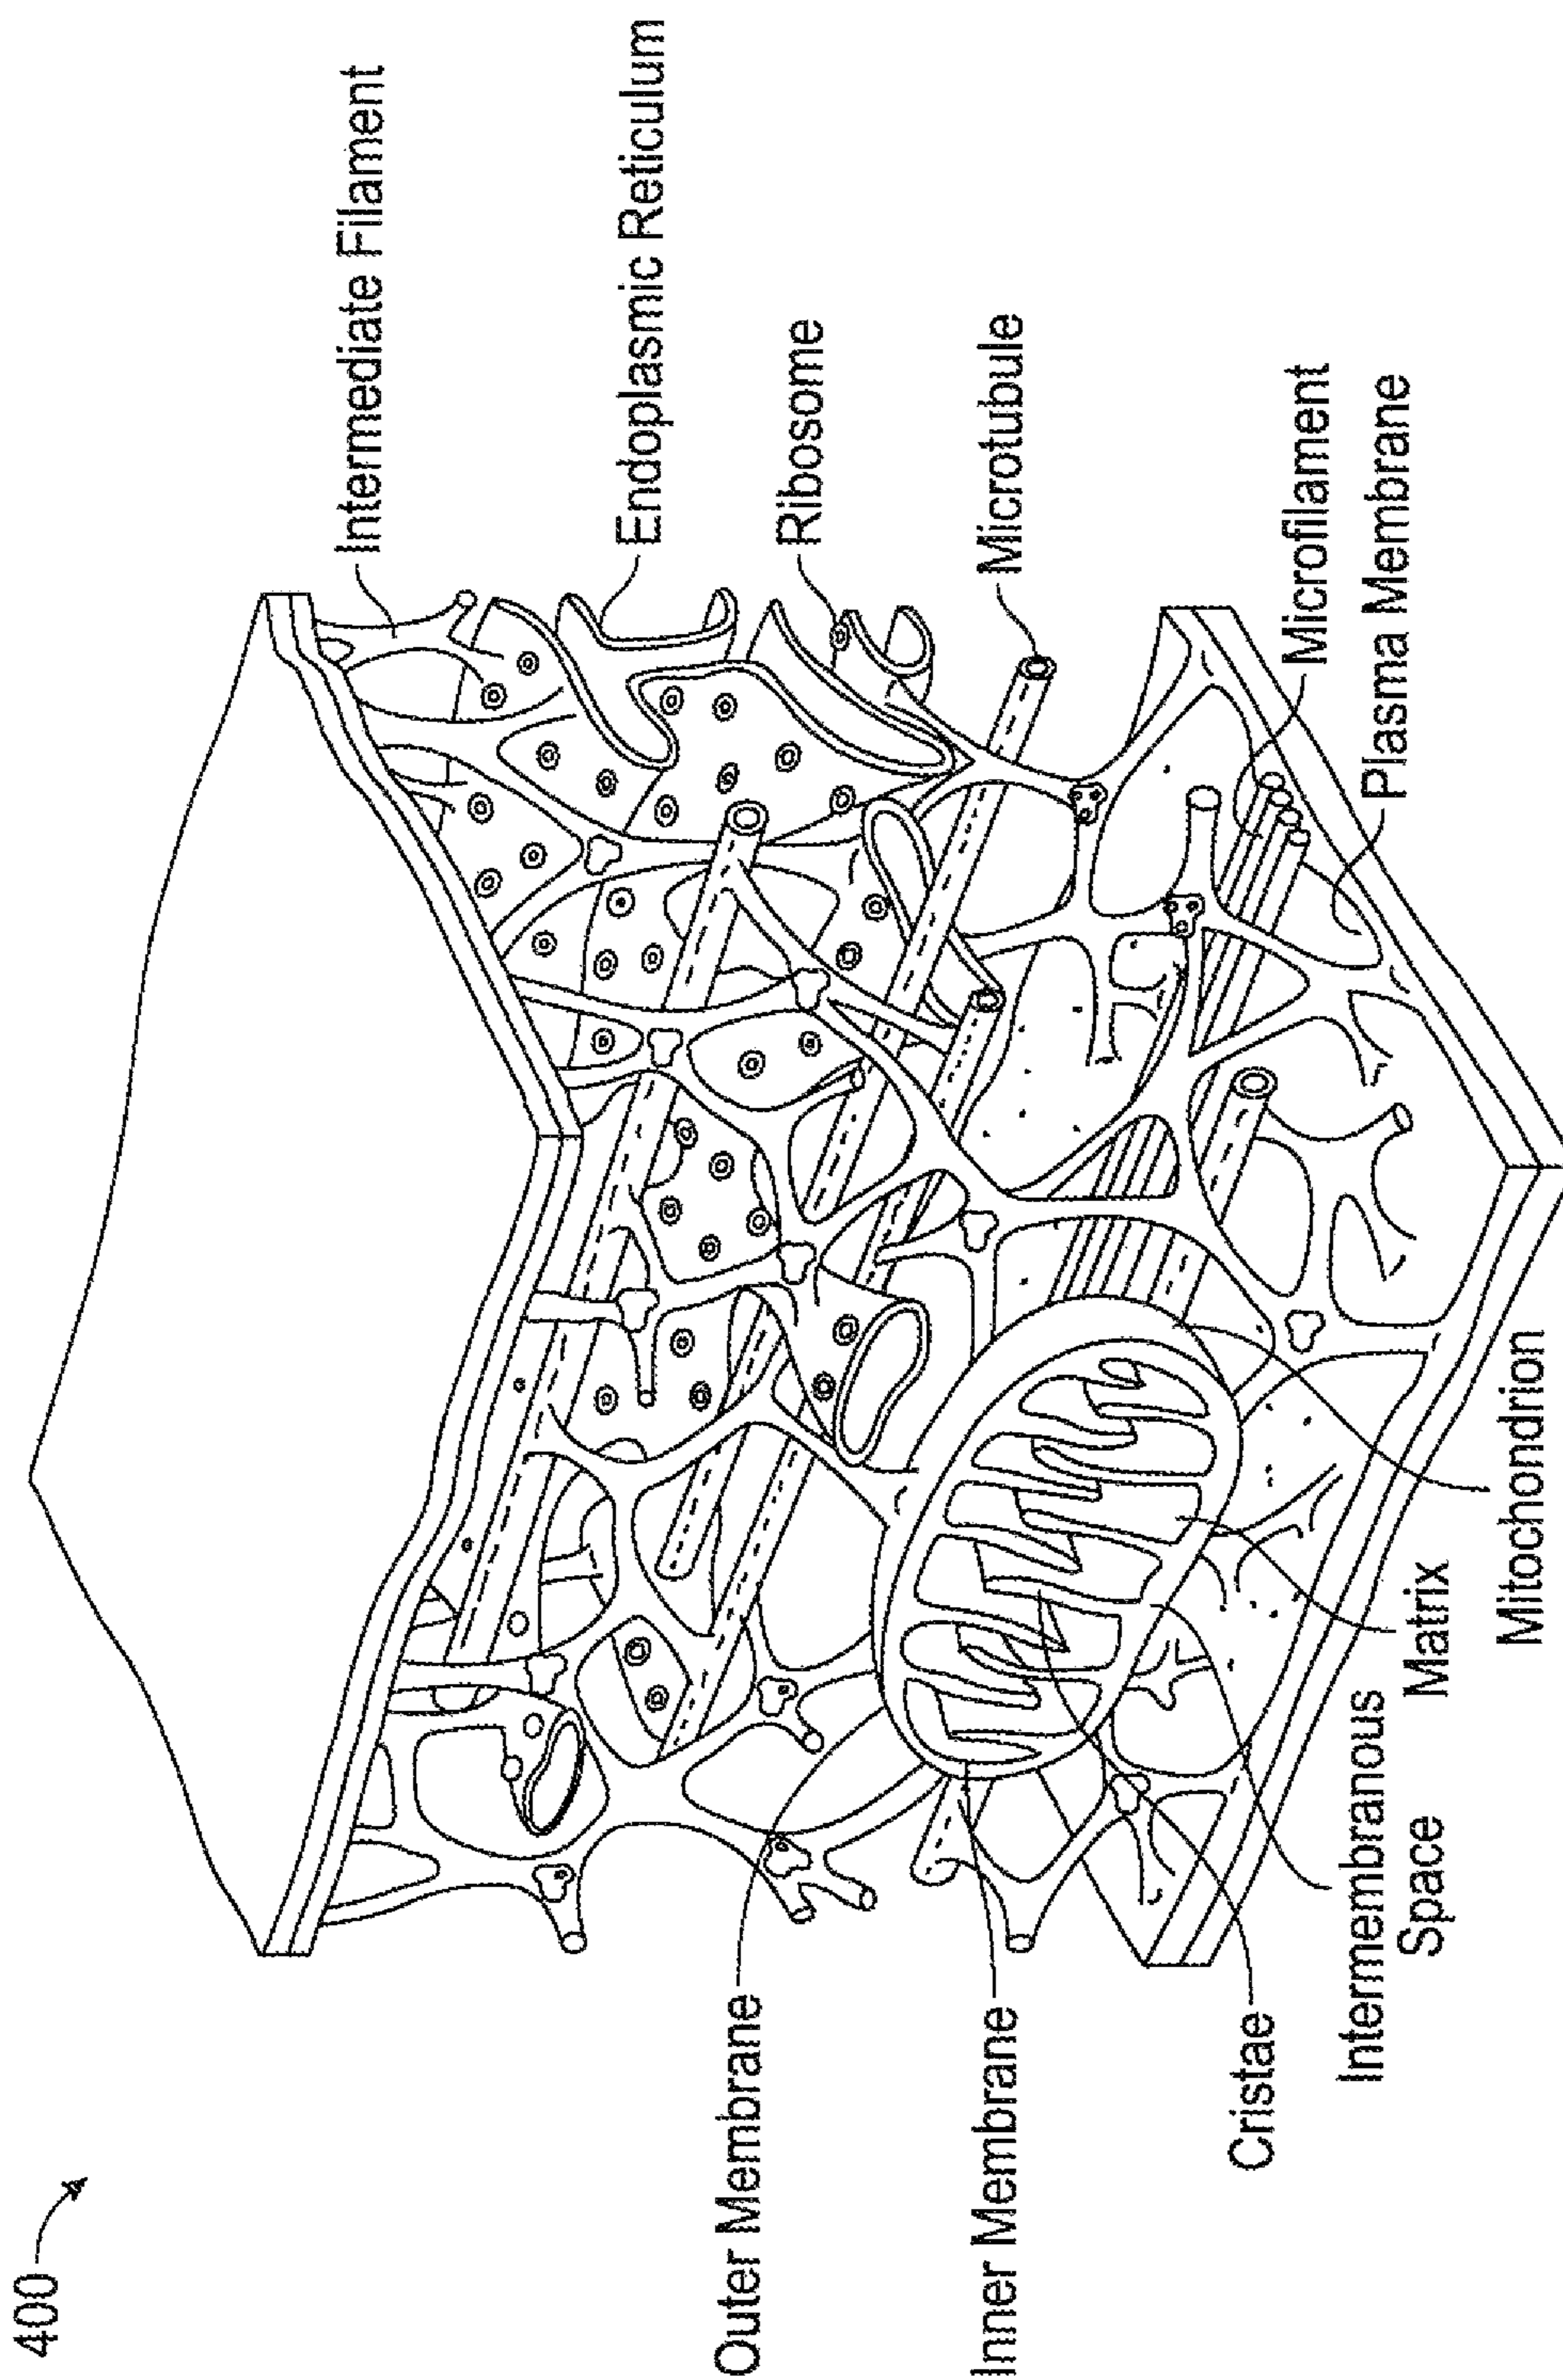 400
Intermediate Filament
Endoplasmic Reticulum
Ribosome
Microtubule
Microfilament
Plasma Membrane
Outer Membrane
Inner Membrane
Cristae
Intermembranous
Space
Matrix
Mitochondrion